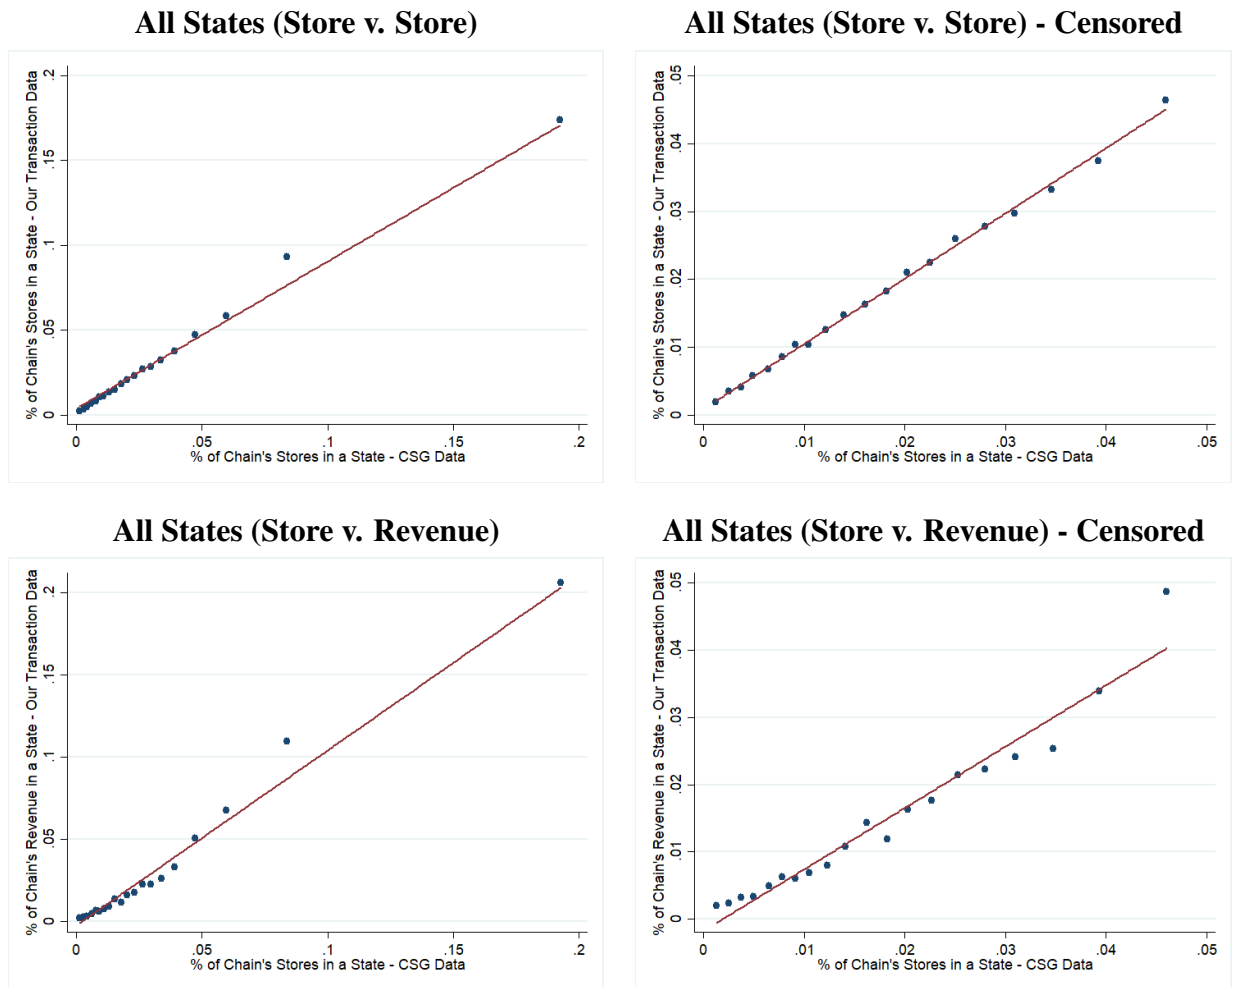 All States (Store v. Store)
% of Chain's Stores in a State - Our Transaction Data
.2
.15
.1
.05
0
0 .05 .1 .15 .2
% of Chain's Stores in a State - CSG Data
All States (Store v. Store) - Censored
% of Chain's Stores in a State - Our Transaction Data
.05
.04
.03
.02
.01
0
0 .01 .02 .03 .04 .05
% of Chain's Stores in a State - CSG Data
All States (Store v. Revenue)
% of Chain's Revenue in a State - Our Transaction Data
.2
.15
.1
.05
0
0 .05 .1 .15 .2
% of Chain's Stores in a State - CSG Data
All States (Store v. Revenue) - Censored
% of Chain's Revenue in a State - Our Transaction Data
.05
.04
.03
.02
.01
0
0 .01 .02 .03 .04 .05
% of Chain's Stores in a State - CSG Data